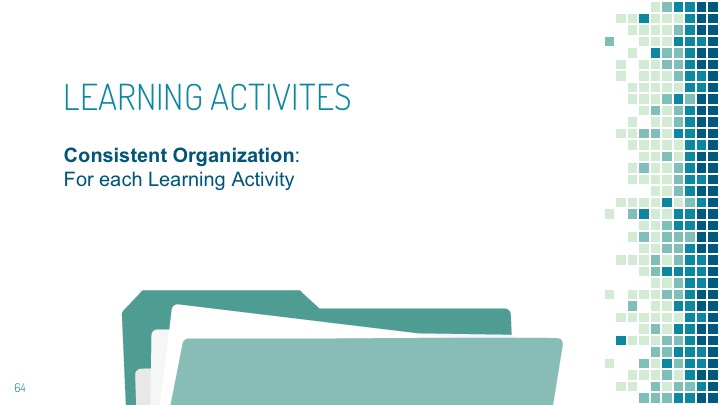 LEARNING ACTIVITES
Consistent Organization:
For each Learning Activity
64